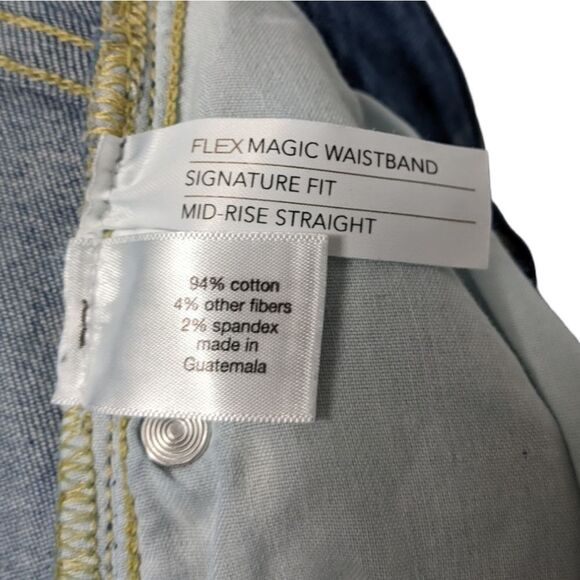 FLEX MAGIC WAISTBAND
SIGNATURE FIT
MID-RISE STRAIGHT
94% cotton
4% other fibers
2% spandex
made in
Guatemala